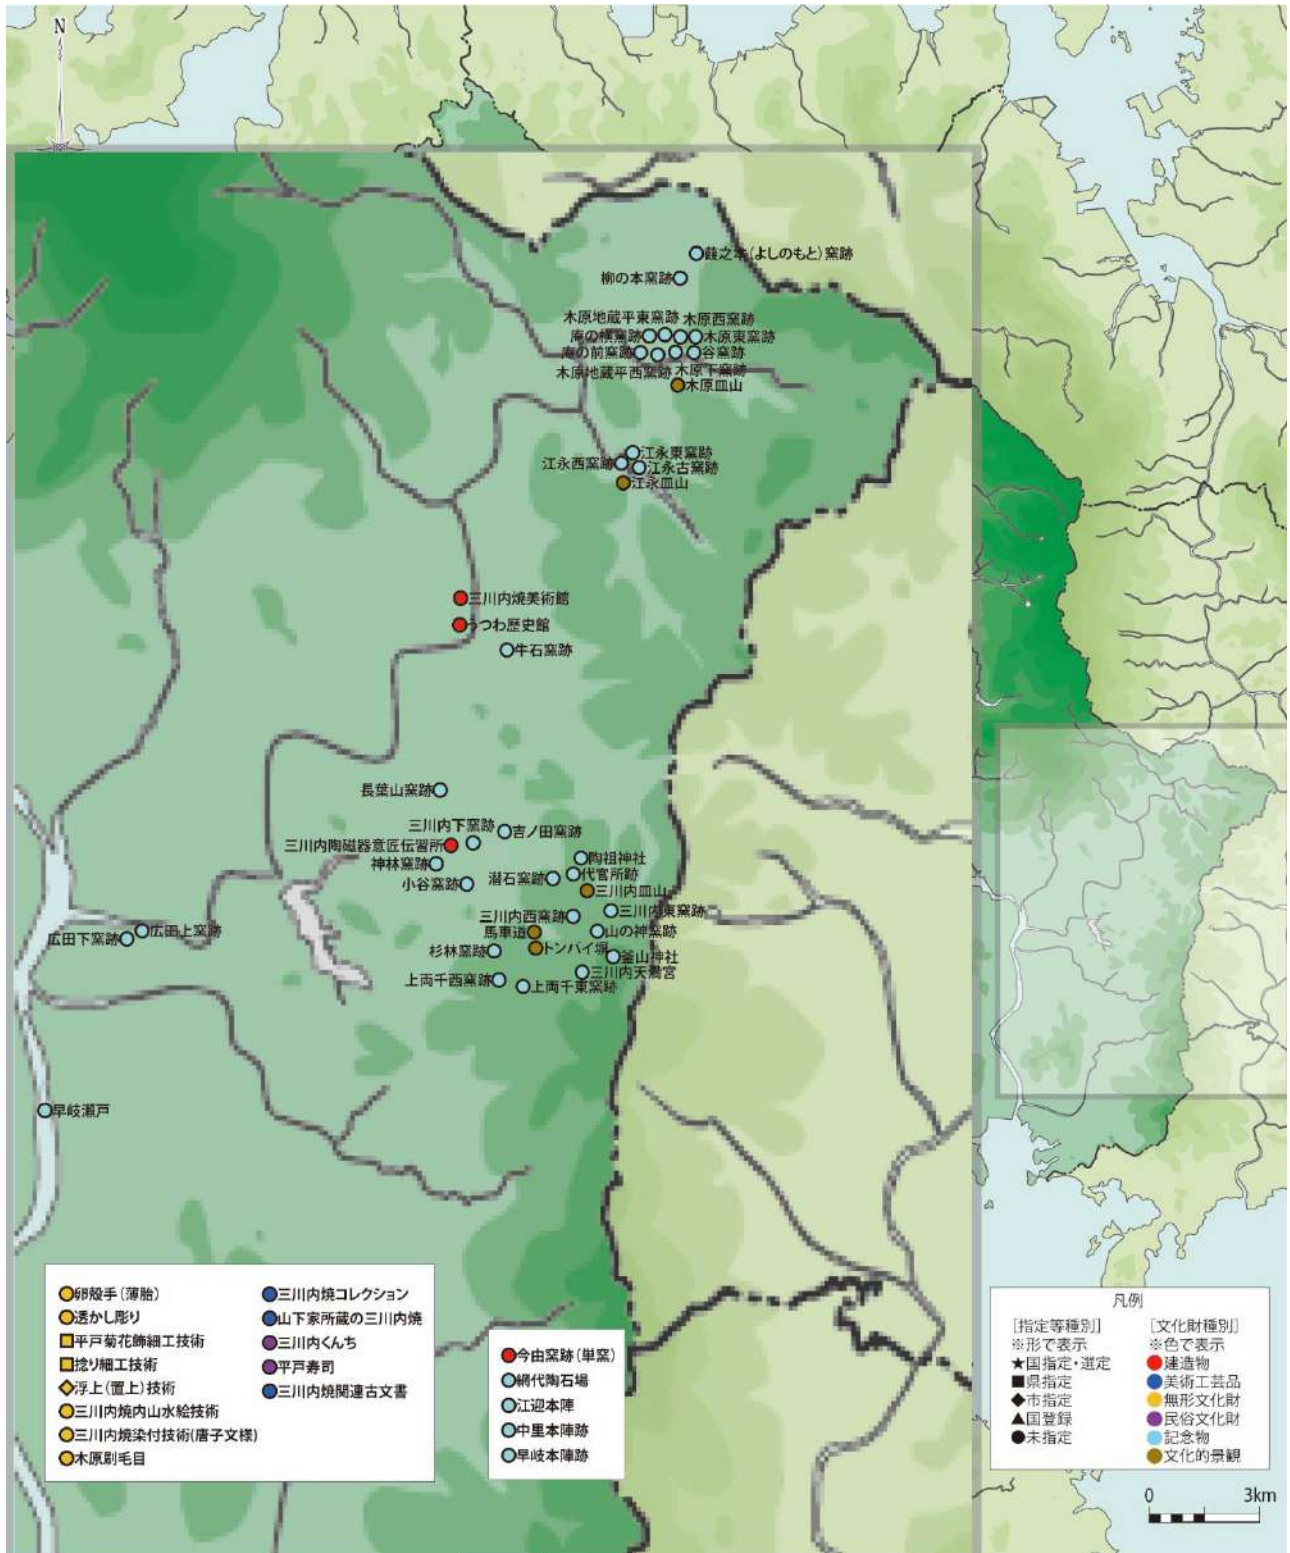 N
葭之本(よしのもと)窯跡
柳の本窯跡
木原地蔵平東窯跡
木原西窯跡
庵の横窯跡
木原東窯跡
庵の前窯跡
谷窯跡
木原地蔵平西窯跡
木原下窯跡
木原皿山
江永東窯跡
江永西窯跡
江永古窯跡
江永皿山
三川内焼美術館
うつわ歴史館
牛石窯跡
長葉山窯跡
三川内下窯跡
吉ノ田窯跡
三川内陶磁器意匠伝習所
陶祖神社
神林窯跡
代官所跡
小谷窯跡
潜石窯跡
三川内皿山
三川内西窯跡
三川内東窯跡
広田上窯跡
広田下窯跡
馬車道
山の神窯跡
杉林窯跡
トンバイ塀
釜山神社
三川内天満宮
上両千西窯跡
上両千東窯跡
早岐瀬戸
卵殻手(薄胎)
透かし彫り
平戸菊花飾細工技術
捻り細工技術
浮上(置上)技術
三川内焼内山水絵技術
三川内焼染付技術(唐子文様)
木原刷毛目
三川内焼コレクション
山下家所蔵の三川内焼
三川内くんち
平戸寿司
三川内焼関連古文書
今由窯跡(単窯)
網代陶石場
江迎本陣
中里本陣跡
早岐本陣跡
凡例
[指定等種別]
※形で表示
★国指定・選定
■県指定
◆市指定
▲国登録
●未指定
[文化財種別]
※色で表示
建造物
美術工芸品
無形文化財
民俗文化財
記念物
文化的景観
0 3km